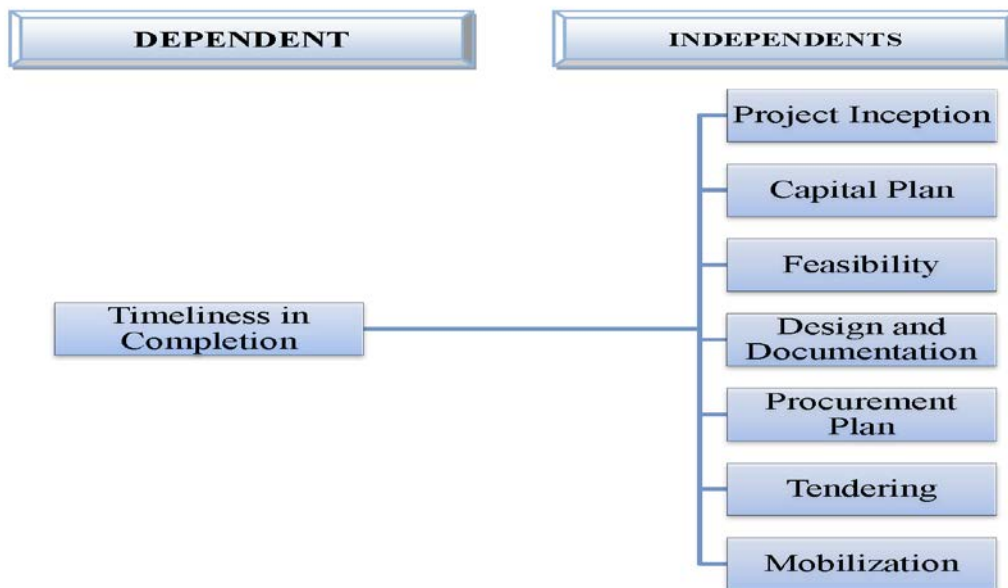 DEPENDENT
INDEPENDENTS
Project Inception
Capital Plan
Feasibility
Timeliness in
Completion
Design and
Documentation
Procurement
Plan
Tendering
Mobilization